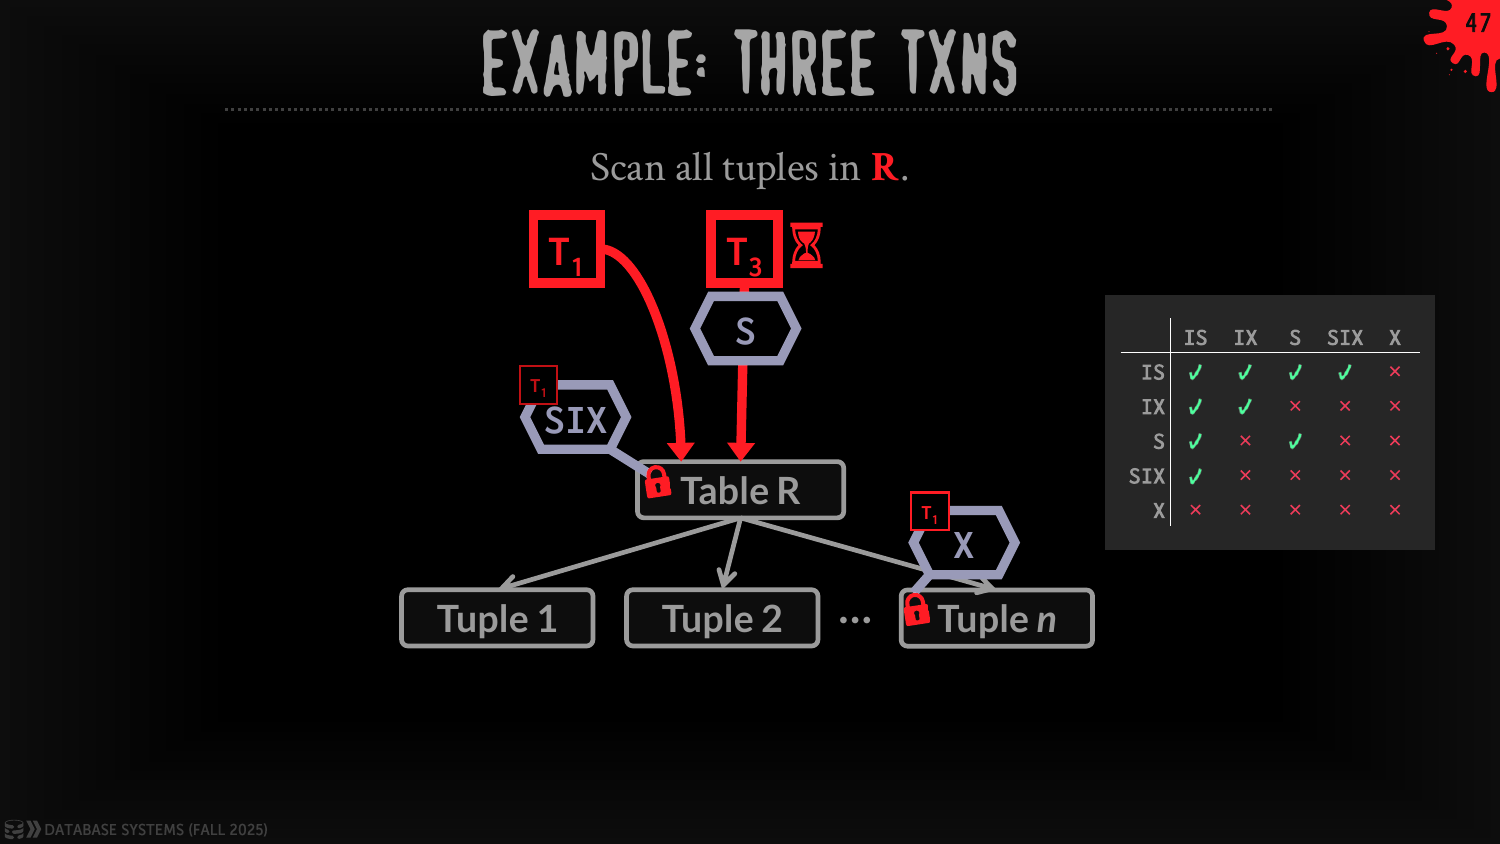 47
EXAMPLE: THREE TXNS
Scan all tuples in R.
T1
T3
S
T1
SIX
Table R
T1
X
Tuple 1
Tuple 2
...
Tuple n
IS IX S SIX X
IS ✓ ✓ ✓ ✓ ×
IX ✓ ✓ × × ×
S ✓ × ✓ × ×
SIX ✓ × × × ×
X × × × × ×
DATABASE SYSTEMS (FALL 2025)